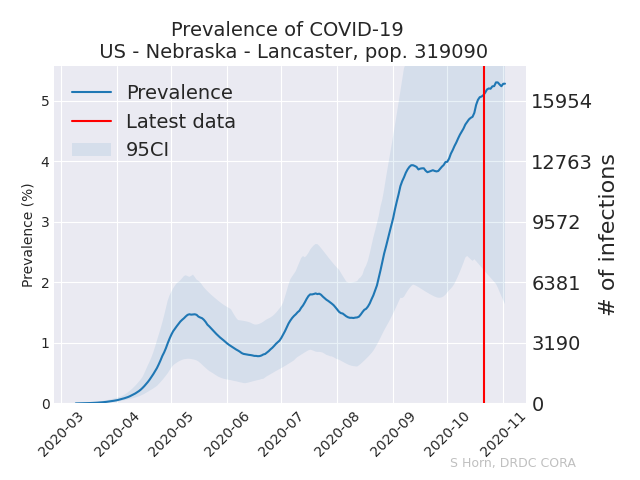 Prevalence of COVID-19
US - Nebraska - Lancaster, pop. 319090
Prevalence
Latest data
95CI
Prevalence (%)
5
4
3
2
1
0
15954
12763
9572
6381
3190
0
# of infections
2020-03
2020-04
2020-05
2020-06
2020-07
2020-08
2020-09
2020-10
2020-11
S Horn, DRDC CORA